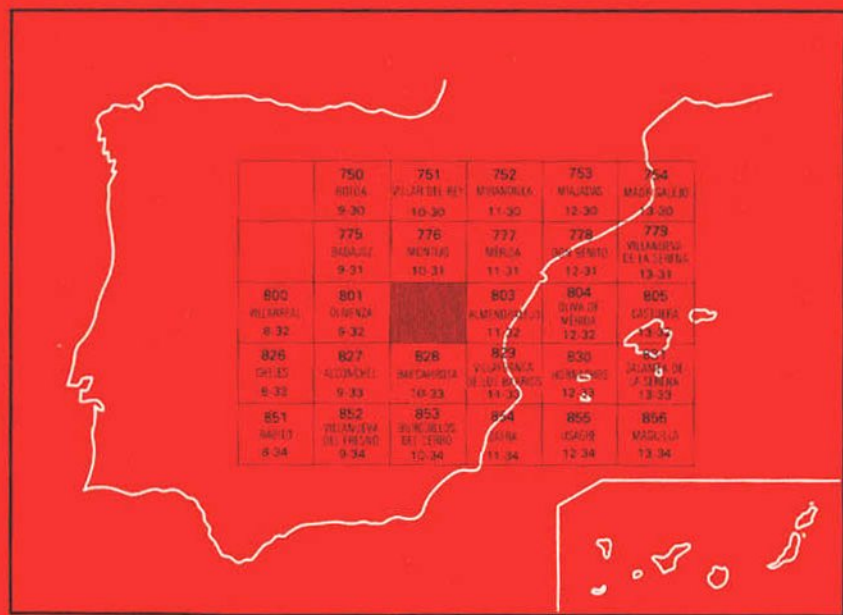 750 751 752 753 754
BOTOA VILLAR DEL REY MIRANDILLA MIAJADAS MADRIGALEJO
9-30 10-30 11-30 12-30 13-30
775 776 777 778 779
BADAJOZ MONTIJO MÉRIDA DON BENITO VILLANUEVA DE LA SERENA
9-31 10-31 11-31 12-31 13-31
800 801 803 804 805
VILLARREAL OLIVENZA ALMENDRALEJO OLIVA DE MÉRIDA CASTUERA
8-32 9-32 11-32 12-32 13-32
826 827 828 829 830
CHELES ALCONCHEL BARCARROTA VILLAFRANCA DE LOS BARROS HORNACHOS ZALAMEA DE LA SERENA
8-33 9-33 10-33 11-33 12-33 13-33
851 852 853 854 855 856
VILLANUEVA DEL FRESNO BURGUILLOS DEL CERRO ZAFRA USAGRE MAGUILLA
8-34 9-34 10-34 11-34 12-34 13-34